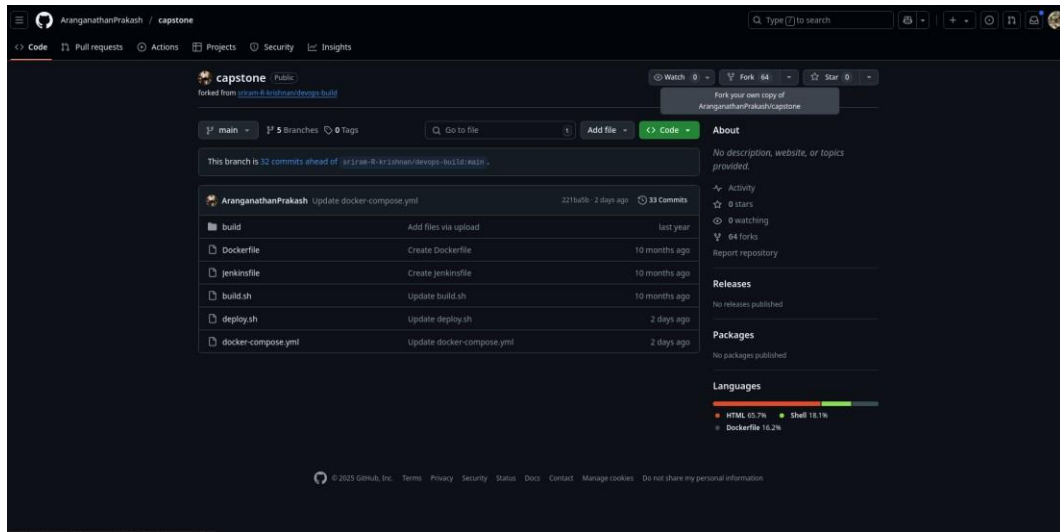 AranganathanPrakash / capstone
Type / to search
Code Pull requests Actions Projects Security Insights
capstone Public
forked from sriram-R-krishnan/devops-build
Watch 0 Fork 64 Star 0
Fork your own copy of
AranganathanPrakash/capstone
main 5 Branches 0 Tags Go to file t Add file Code
This branch is 32 commits ahead of sriram-R-krishnan/devops-build:main .
AranganathanPrakash Update docker-compose.yml 221ba5b · 2 days ago 33 Commits
build Add files via upload last year
Dockerfile Create Dockerfile 10 months ago
Jenkinsfile Create Jenkinsfile 10 months ago
build.sh Update build.sh 10 months ago
deploy.sh Update deploy.sh 2 days ago
docker-compose.yml Update docker-compose.yml 2 days ago
About
No description, website, or topics
provided.
Activity
0 stars
0 watching
64 forks
Report repository
Releases
No releases published
Packages
No packages published
Languages
HTML 65.7% Shell 18.1%
Dockerfile 16.2%
© 2025 GitHub, Inc. Terms Privacy Security Status Docs Contact Manage cookies Do not share my personal information